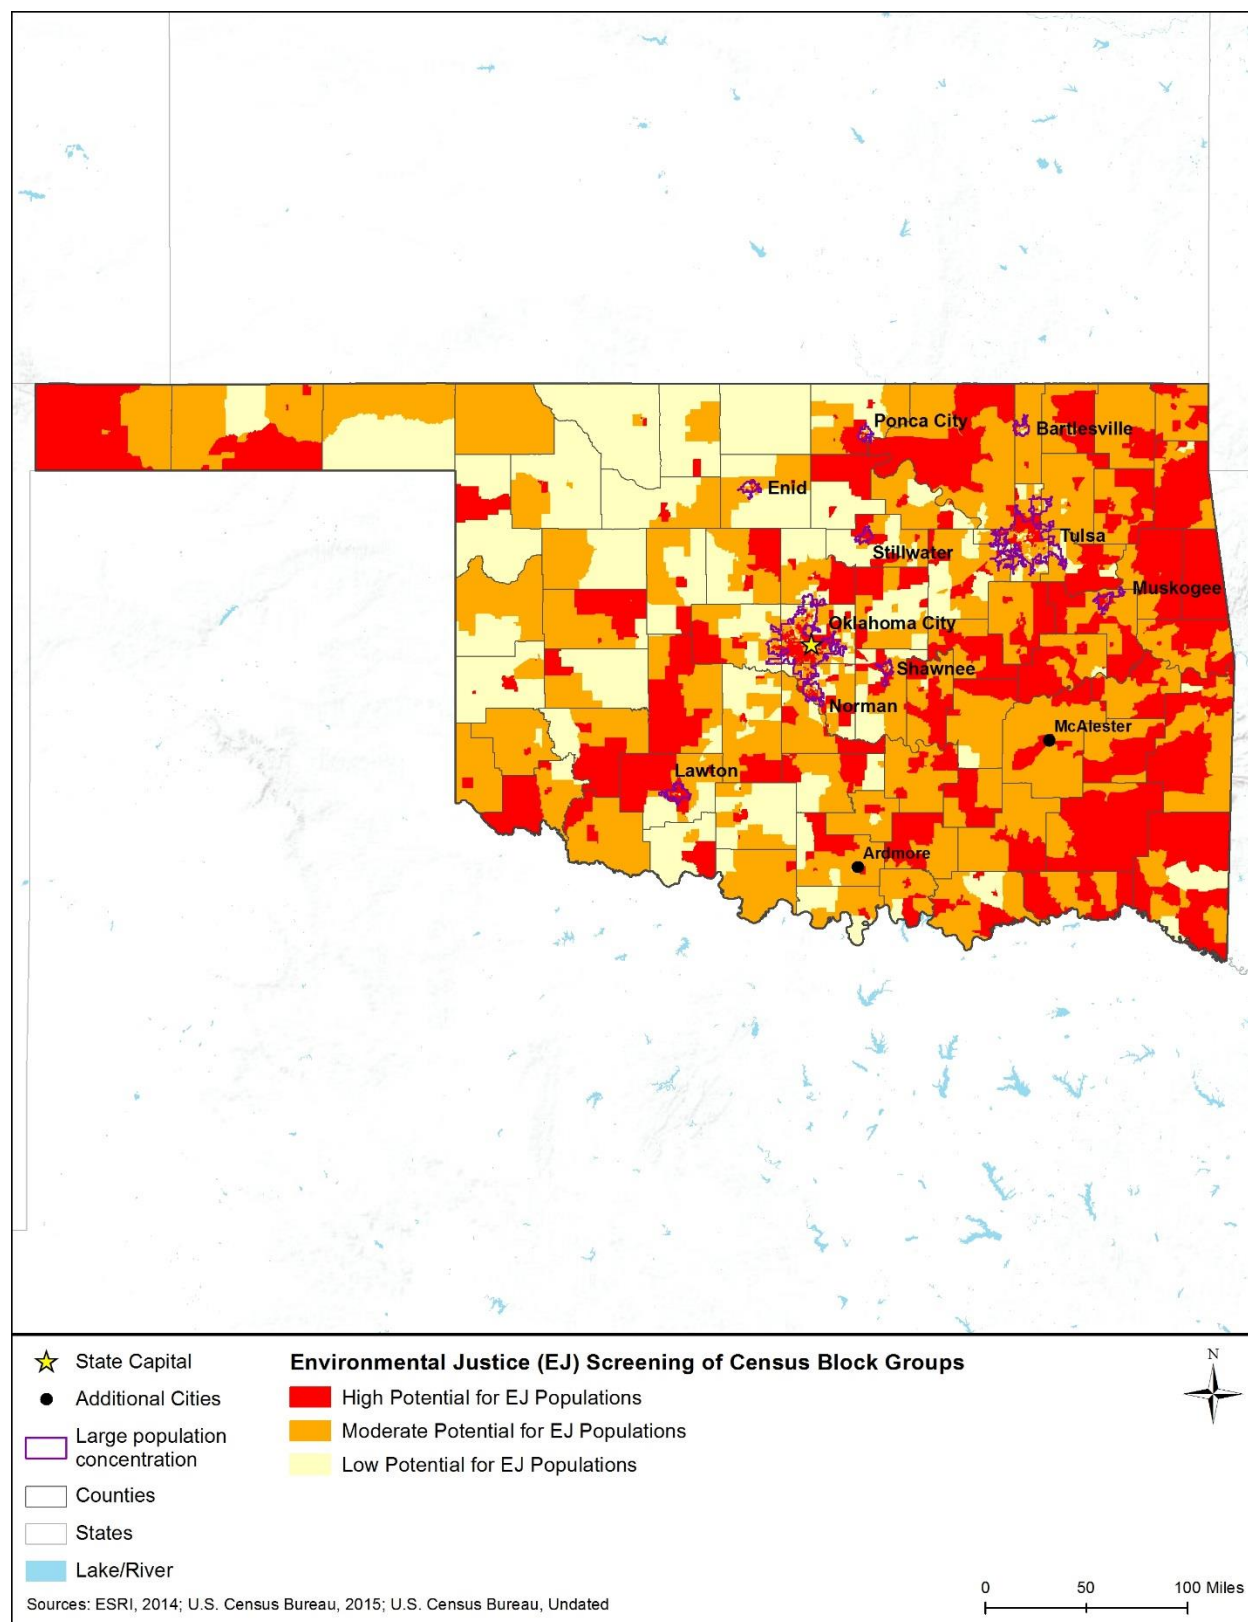 Ponca City
Bartlesville
Enid
Tulsa
Stillwater
Muskogee
Oklahoma City
Shawnee
Norman
McAlester
Lawton
Ardmore
State Capital
Additional Cities
Large population
concentration
Counties
States
Lake/River
Environmental Justice (EJ) Screening of Census Block Groups
High Potential for EJ Populations
Moderate Potential for EJ Populations
Low Potential for EJ Populations
N
0 50 100 Miles
Sources: ESRI, 2014; U.S. Census Bureau, 2015; U.S. Census Bureau, Undated